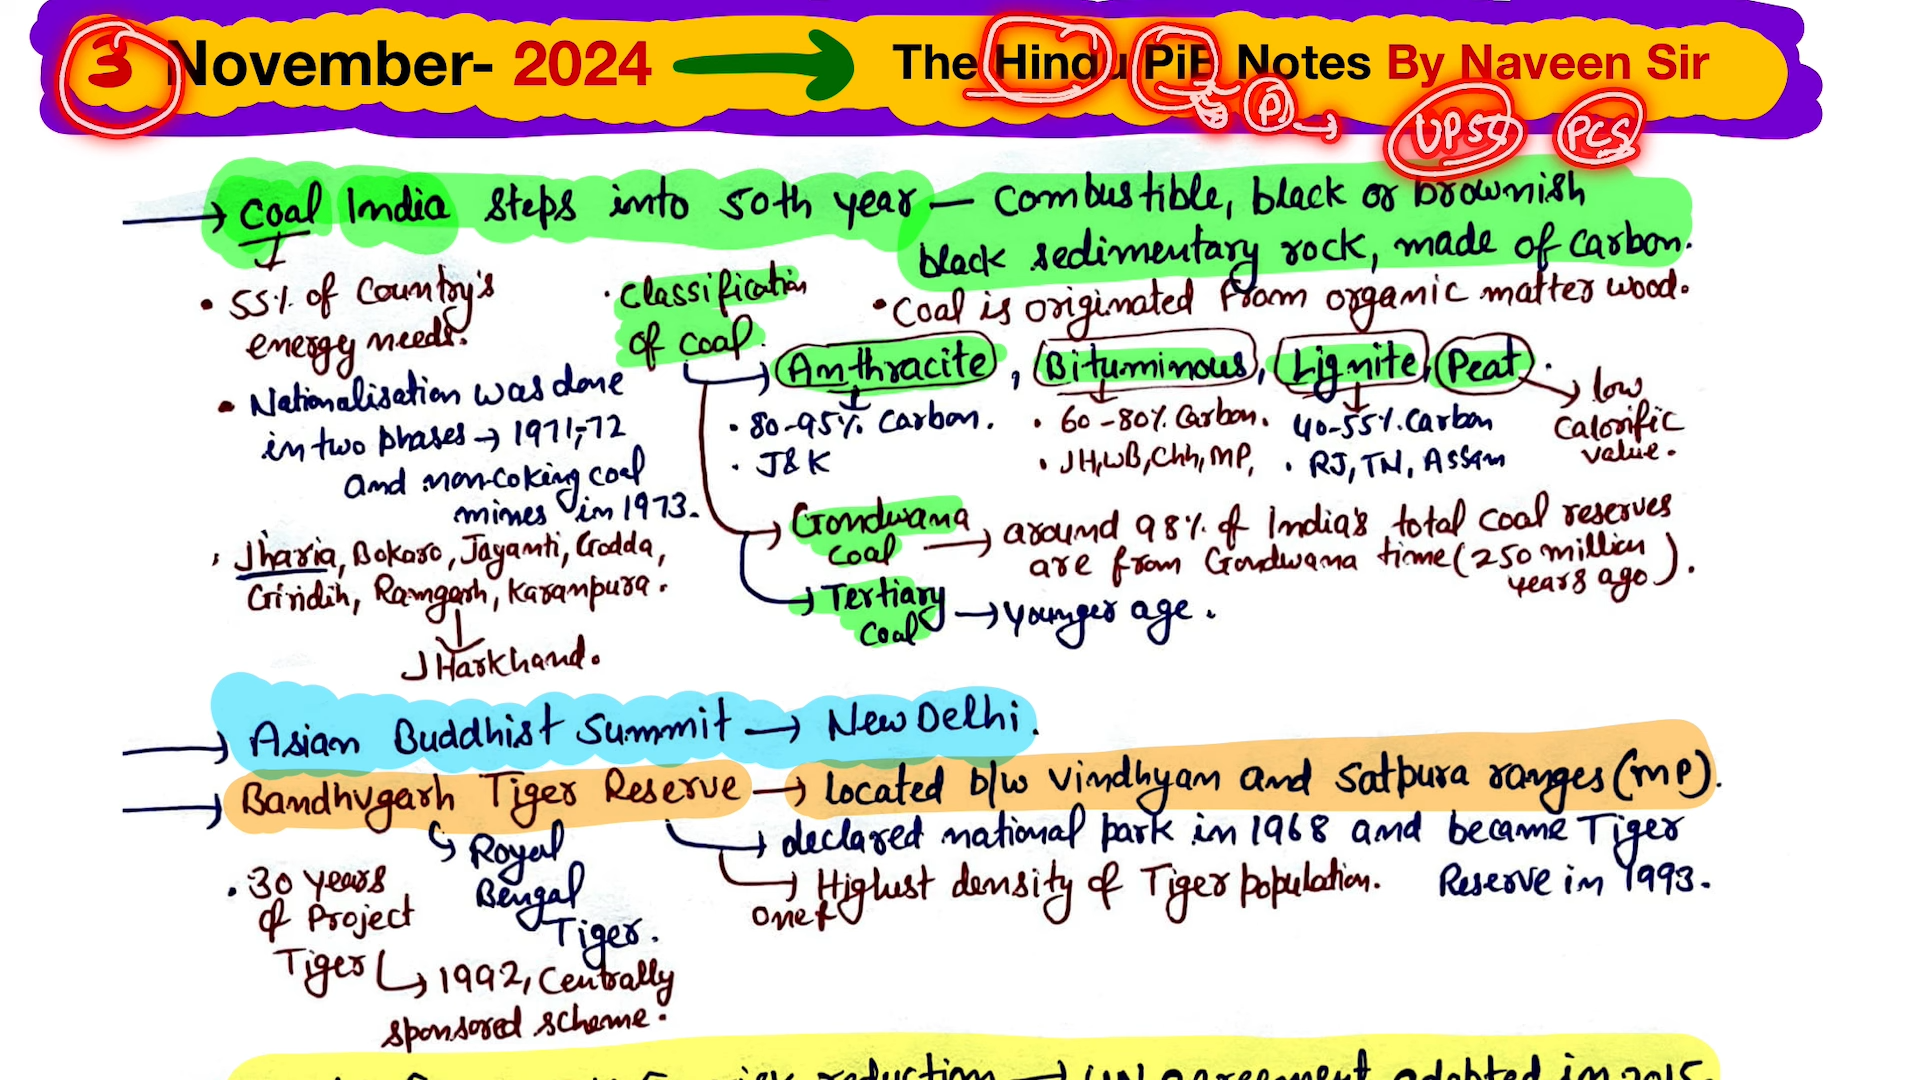 3 November- 2024 → The Hindu PiB Notes By Naveen Sir
P → UPSC PCS
→ Coal India steps into 50th year — Combustible, black or brownish
black sedimentary rock, made of carbon.
• 55% of Country's
energy needs.
• Nationalisation was done
in two phases → 1971-72
and non-coking coal
mines in 1973.
• Jharia, Bokaro, Jayanti, Godda,
Giridih, Ramgarh, Karanpura.
JHarkhand.
• Classification
of coal.
• Coal is originated from organic matter wood.
→ Anthracite, Bituminous, Lignite, Peat.
• 80-95% Carbon.
• J&K
• 60-80% Carbon.
• JH, WB, Chh, MP,
40-55% Carbon
• RJ, TN, Assam
→ low
Calorific
value.
→ Gondwana
Coal → around 98% of India's total coal reserves
are from Gondwana time (250 million
years ago).
→ Tertiary
Coal → younger age.
→ Asian Buddhist Summit → New Delhi.
→ Bandhvgarh Tiger Reserve → located b/w Vindhyan and Satpura ranges (MP).
↳ Royal
Bengal
Tiger.
→ declared national park in 1968 and became Tiger
Reserve in 1993.
→ Highest density of Tiger population.
One of
• 30 years
of Project
Tiger ↳ 1992, Centrally
sponsored scheme.
risk reduction → UN agreement adopted in 2015.